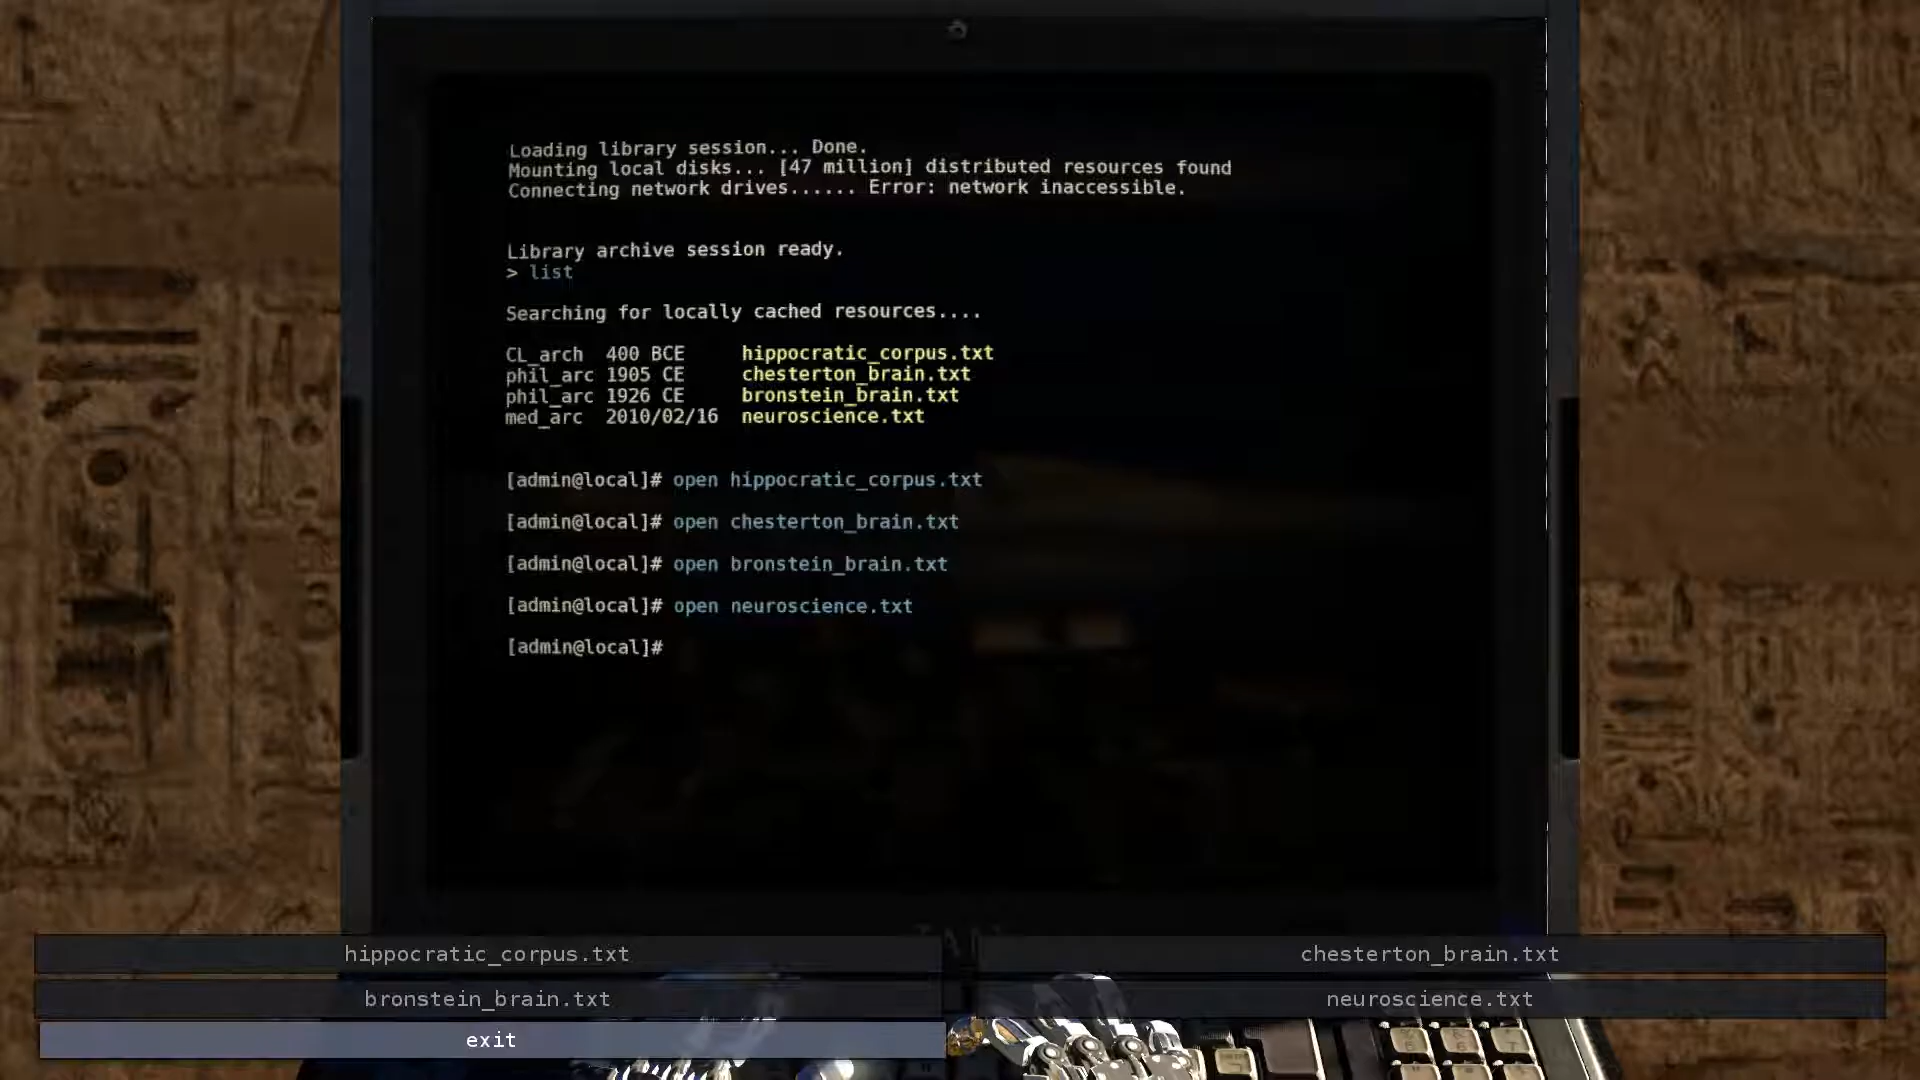 Loading library session... Done.
Mounting local disks... [47 million] distributed resources found
Connecting network drives...... Error: network inaccessible.
Library archive session ready.
> list
Searching for locally cached resources....
CL_arch 400 BCE hippocratic_corpus.txt
phil_arc 1905 CE chesterton_brain.txt
phil_arc 1926 CE bronstein_brain.txt
med_arc 2010/02/16 neuroscience.txt
[admin@local]# open hippocratic_corpus.txt
[admin@local]# open chesterton_brain.txt
[admin@local]# open bronstein_brain.txt
[admin@local]# open neuroscience.txt
[admin@local]#
hippocratic_corpus.txt chesterton_brain.txt
bronstein_brain.txt neuroscience.txt
exit